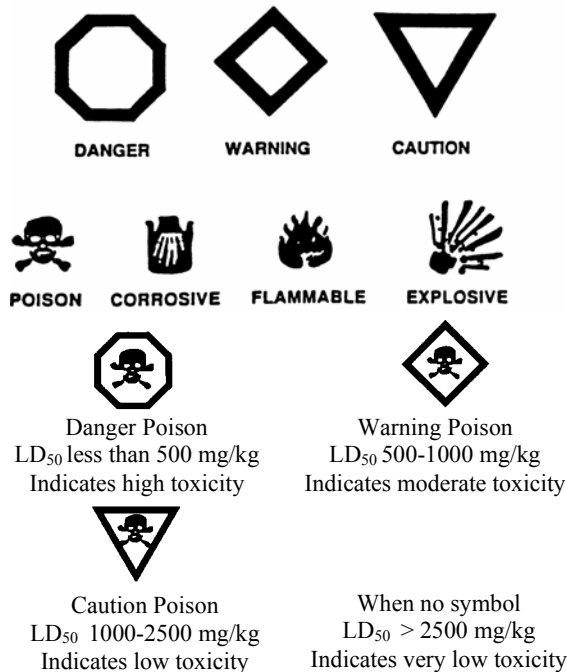 DANGER WARNING CAUTION
POISON CORROSIVE FLAMMABLE EXPLOSIVE
Danger Poison
LD₅₀ less than 500 mg/kg
Indicates high toxicity
Warning Poison
LD₅₀ 500-1000 mg/kg
Indicates moderate toxicity
Caution Poison
LD₅₀ 1000-2500 mg/kg
Indicates low toxicity
When no symbol
LD₅₀ > 2500 mg/kg
Indicates very low toxicity